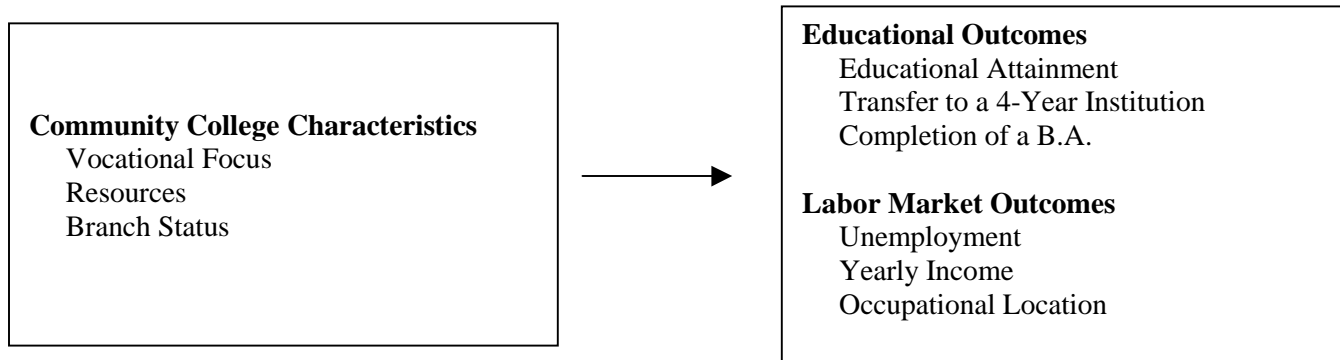 Community College Characteristics
Vocational Focus
Resources
Branch Status
Educational Outcomes
Educational Attainment
Transfer to a 4-Year Institution
Completion of a B.A.
Labor Market Outcomes
Unemployment
Yearly Income
Occupational Location